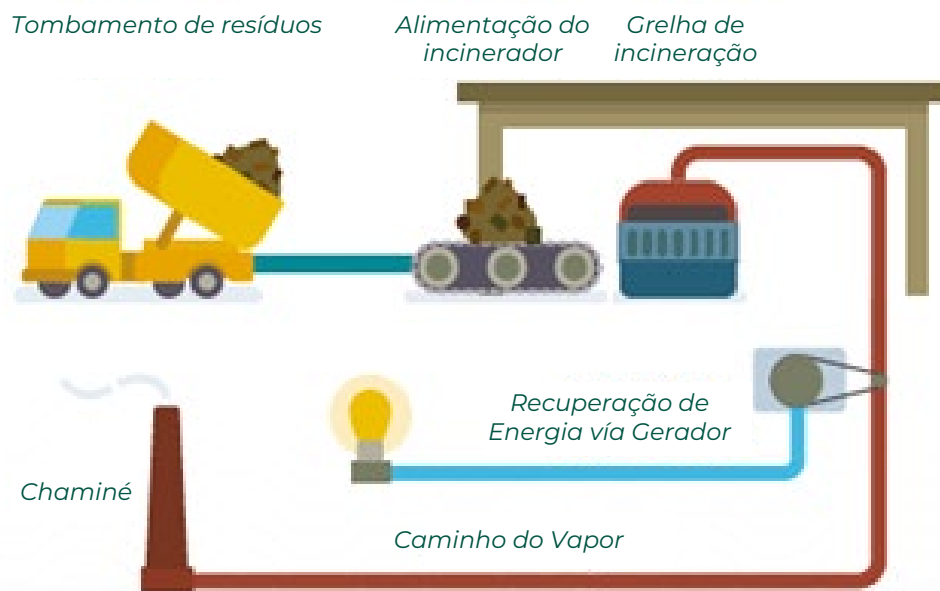 Tombamento de resíduos
Alimentação do
incinerador
Grelha de
incineração
Recuperação de
Energia vía Gerador
Chaminé
Caminho do Vapor